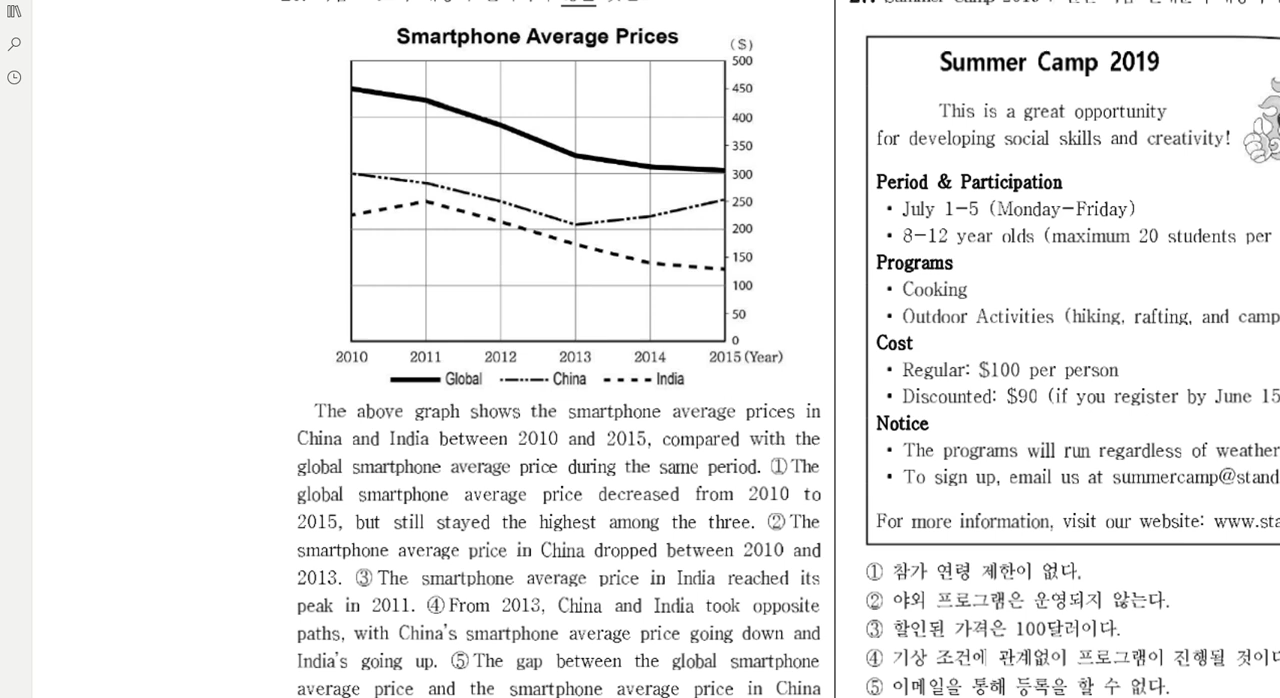 Smartphone Average Prices
($)
500
450
400
350
300
250
200
150
100
50
0
2010 2011 2012 2013 2014 2015 (Year)
Global China India
The above graph shows the smartphone average prices in
China and India between 2010 and 2015, compared with the
global smartphone average price during the same period. ① The
global smartphone average price decreased from 2010 to
2015, but still stayed the highest among the three. ② The
smartphone average price in China dropped between 2010 and
2013. ③ The smartphone average price in India reached its
peak in 2011. ④ From 2013, China and India took opposite
paths, with China's smartphone average price going down and
India's going up. ⑤ The gap between the global smartphone
average price and the smartphone average price in China
Summer Camp 2019
This is a great opportunity
for developing social skills and creativity!
Period & Participation
• July 1-5 (Monday-Friday)
• 8-12 year olds (maximum 20 students per
Programs
• Cooking
• Outdoor Activities (hiking, rafting, and camp
Cost
• Regular: $100 per person
• Discounted: $90 (if you register by June 15
Notice
• The programs will run regardless of weather
• To sign up, email us at summercamp@stand
For more information, visit our website: www.sta
① 참가 연령 제한이 없다.
② 야외 프로그램은 운영되지 않는다.
③ 할인된 가격은 100달러이다.
④ 기상 조건에 관계없이 프로그램이 진행될 것이다
⑤ 이메일을 통해 등록을 할 수 없다.